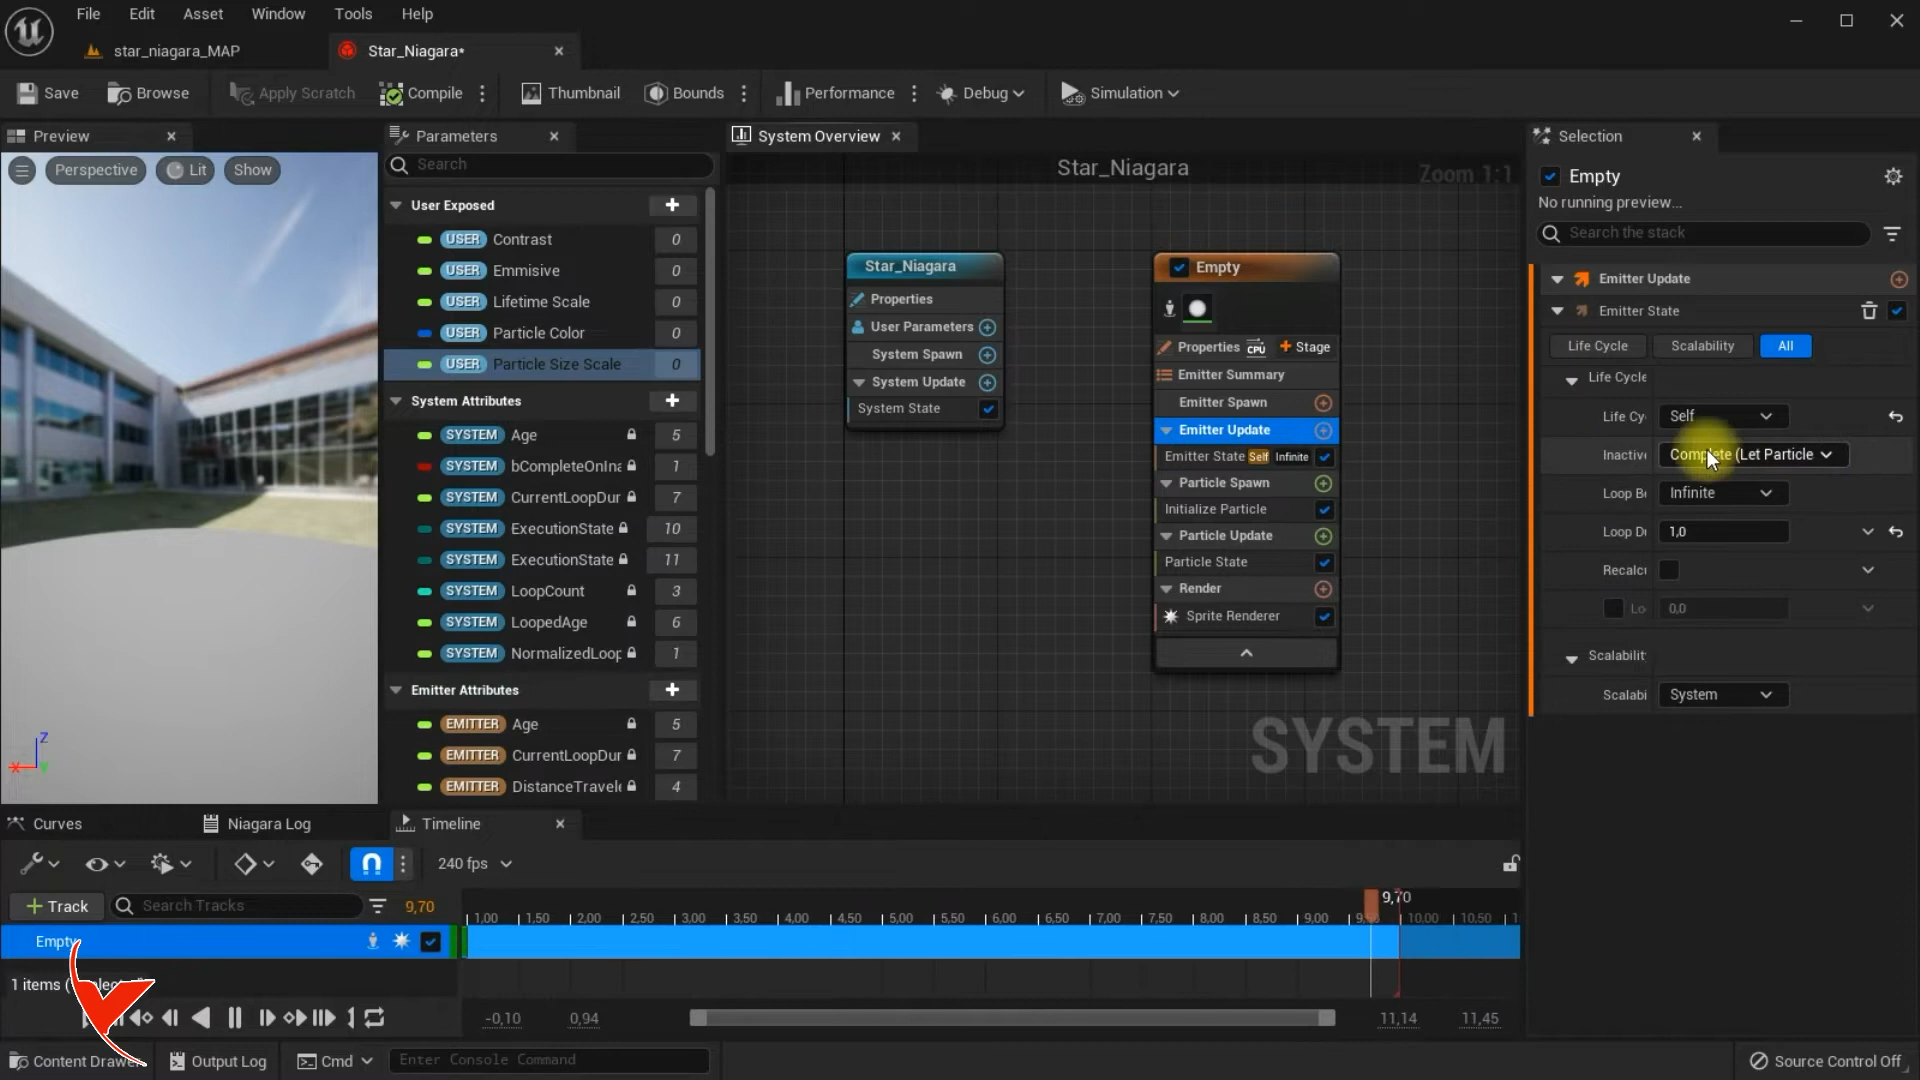 File Edit Asset Window Tools Help
star_niagara_MAP
Star_Niagara*
Save Browse Apply Scratch Compile Thumbnail Bounds Performance Debug Simulation
Preview
Parameters
System Overview
Selection
Perspective Lit Show
Search
User Exposed
USER Contrast 0
USER Emmisive 0
USER Lifetime Scale 0
USER Particle Color 0
USER Particle Size Scale 0
System Attributes
SYSTEM Age 5
SYSTEM bCompleteOnIna 1
SYSTEM CurrentLoopDur 7
SYSTEM ExecutionState 10
SYSTEM ExecutionState 11
SYSTEM LoopCount 3
SYSTEM LoopedAge 6
SYSTEM NormalizedLoop 1
Emitter Attributes
EMITTER Age 5
EMITTER CurrentLoopDur 7
EMITTER DistanceTravele 4
Star_Niagara
Zoom 1:1
Star_Niagara
Properties
User Parameters
System Spawn
System Update
System State
Empty
Properties CPU Stage
Emitter Summary
Emitter Spawn
Emitter Update
Emitter State Self Infinite
Particle Spawn
Initialize Particle
Particle Update
Particle State
Render
Sprite Renderer
SYSTEM
Empty
No running preview...
Search the stack
Emitter Update
Emitter State
Life Cycle Scalability All
Life Cycle
Life Cy Self
Inactive Complete (Let Particle
Loop Be Infinite
Loop Du 1,0
Recalcu
Lo 0,0
Scalabilit
Scalabi System
Curves
Niagara Log
Timeline
240 fps
Track
Search Tracks
9,70
9,70
1,00 1,50 2,00 2,50 3,00 3,50 4,00 4,50 5,00 5,50 6,00 6,50 7,00 7,50 8,00 8,50 9,00 10,00 10,50
Empty
1 items
-0,10 0,94 11,14 11,45
Content Drawer
Output Log
Cmd
Enter Console Command
Source Control Off